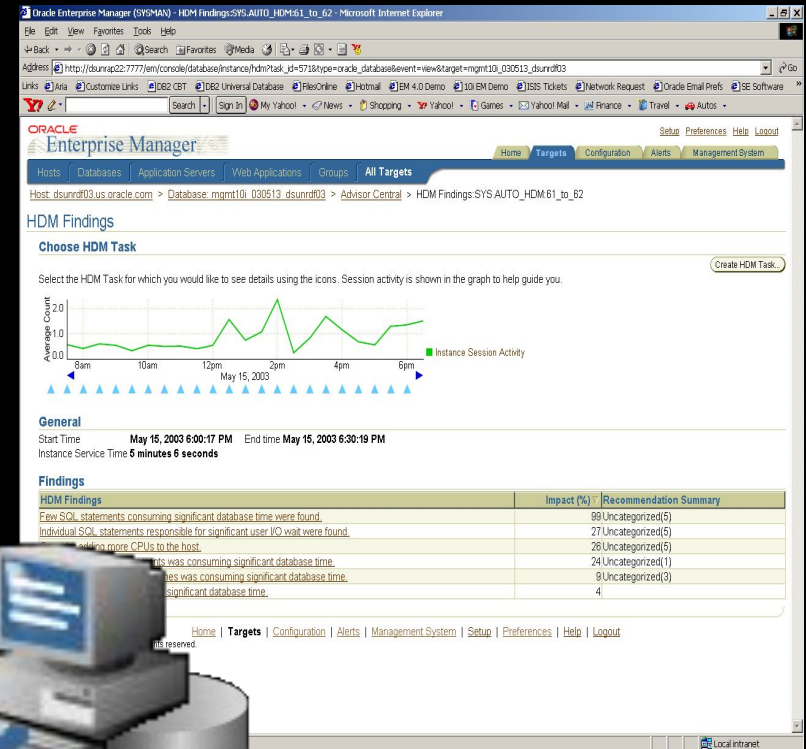 Oracle Enterprise Manager (SYSMAN) - HDM Findings:SYS.AUTO_HDM:61_to_62 - Microsoft Internet Explorer
File Edit View Favorites Tools Help
Back Search Favorites Media
Address http://dsunrap22:7777/em/console/database/instance/hdm?task_id=571&type=oracle_database&event=view&target=mgmt10i_030513_dsunrdf03 Go
Links Aria Customize Links DB2 CBT DB2 Universal Database FilesOnline Hotmail EM 4.0 Demo 10i EM Demo ISIS Tickets Network Request Oracle Email Prefs SE Software »
Y! Search Sign In My Yahoo! News Shopping Yahoo! Games Yahoo! Mail Finance Travel Autos
ORACLE
Enterprise Manager
Setup Preferences Help Logout
Home Targets Configuration Alerts Management System
Hosts Databases Application Servers Web Applications Groups All Targets
Host: dsunrdf03.us.oracle.com > Database: mgmt10i_030513_dsunrdf03 > Advisor Central > HDM Findings:SYS.AUTO_HDM:61_to_62
HDM Findings
Choose HDM Task
Create HDM Task...
Select the HDM Task for which you would like to see details using the icons. Session activity is shown in the graph to help guide you.
Average Count
2.0
1.0
0.0
8am 10am 12pm 2pm 4pm 6pm
May 15, 2003
Instance Session Activity
General
Start Time May 15, 2003 6:00:17 PM End time May 15, 2003 6:30:19 PM
Instance Service Time 5 minutes 6 seconds
Findings
HDM Findings Impact (%) Recommendation Summary
Few SQL statements consuming significant database time were found. 99 Uncategorized(5)
Individual SQL statements responsible for significant user I/O wait were found. 27 Uncategorized(5)
adding more CPUs to the host. 26 Uncategorized(5)
was consuming significant database time. 24 Uncategorized(1)
was consuming significant database time. 9 Uncategorized(3)
significant database time. 4
Home | Targets | Configuration | Alerts | Management System | Setup | Preferences | Help | Logout
reserved.
Local intranet